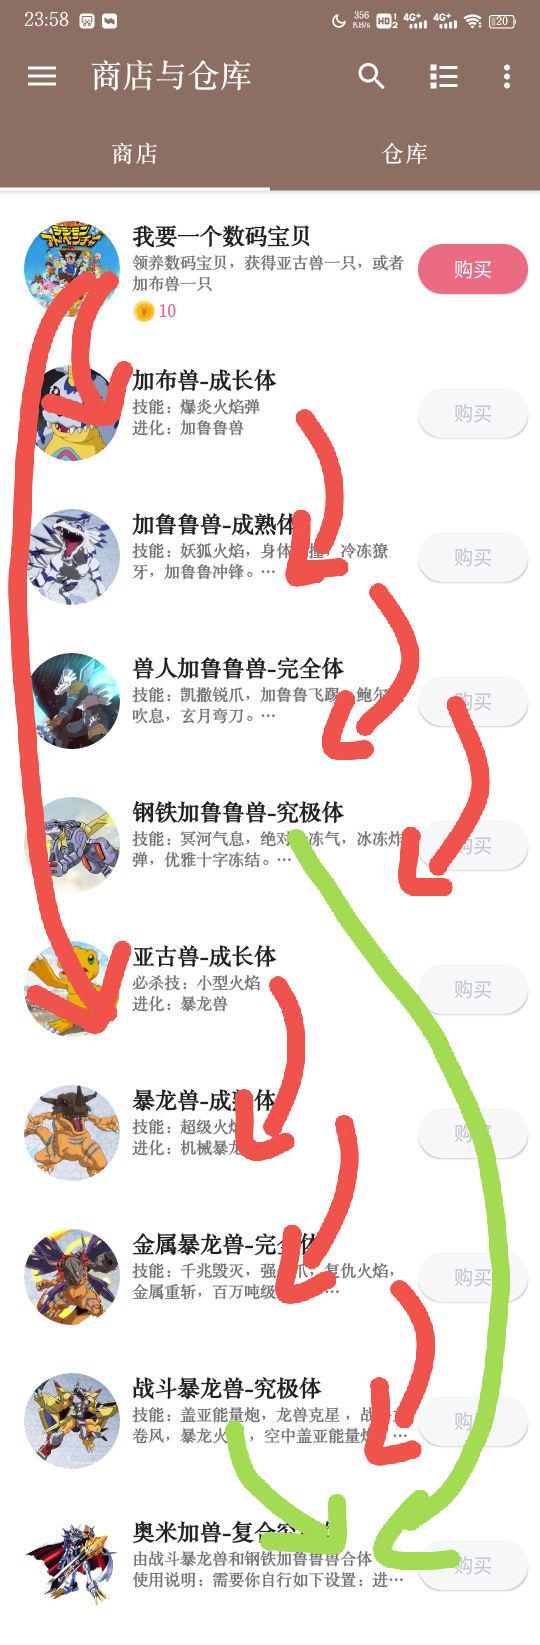 23:58
356
KB/s
HD 1 2
4G+
4G+
20
商店与仓库
商店
仓库
我要一个数码宝贝
领养数码宝贝，获得亚古兽一只，或者
加布兽一只
10
购买
加布兽-成长体
技能：爆炎火焰弹
进化：加鲁鲁兽
购买
加鲁鲁兽-成熟体
技能：妖狐火焰，身体撞，冷冻獠
牙，加鲁鲁冲锋。…
购买
兽人加鲁鲁兽-完全体
技能：凯撒锐爪，加鲁鲁飞踢，鲍尔
吹息，玄月弯刀。…
购买
钢铁加鲁鲁兽-究极体
技能：冥河气息，绝对冷冻气，冰冻炸
弹，优雅十字冻结。…
购买
亚古兽-成长体
必杀技：小型火焰
进化：暴龙兽
购买
暴龙兽-成熟体
技能：超级火焰
进化：机械暴龙
购买
金属暴龙兽-完全体
技能：千兆毁灭，强爪，复仇火焰，
金属重斩，百万吨级…
购买
战斗暴龙兽-究极体
技能：盖亚能量炮，龙兽克星，战斗
卷风，暴龙火，空中盖亚能量炮…
购买
奥米加兽-复合究极体
由战斗暴龙兽和钢铁加鲁鲁兽合体
使用说明：需要你自行如下设置：进…
购买